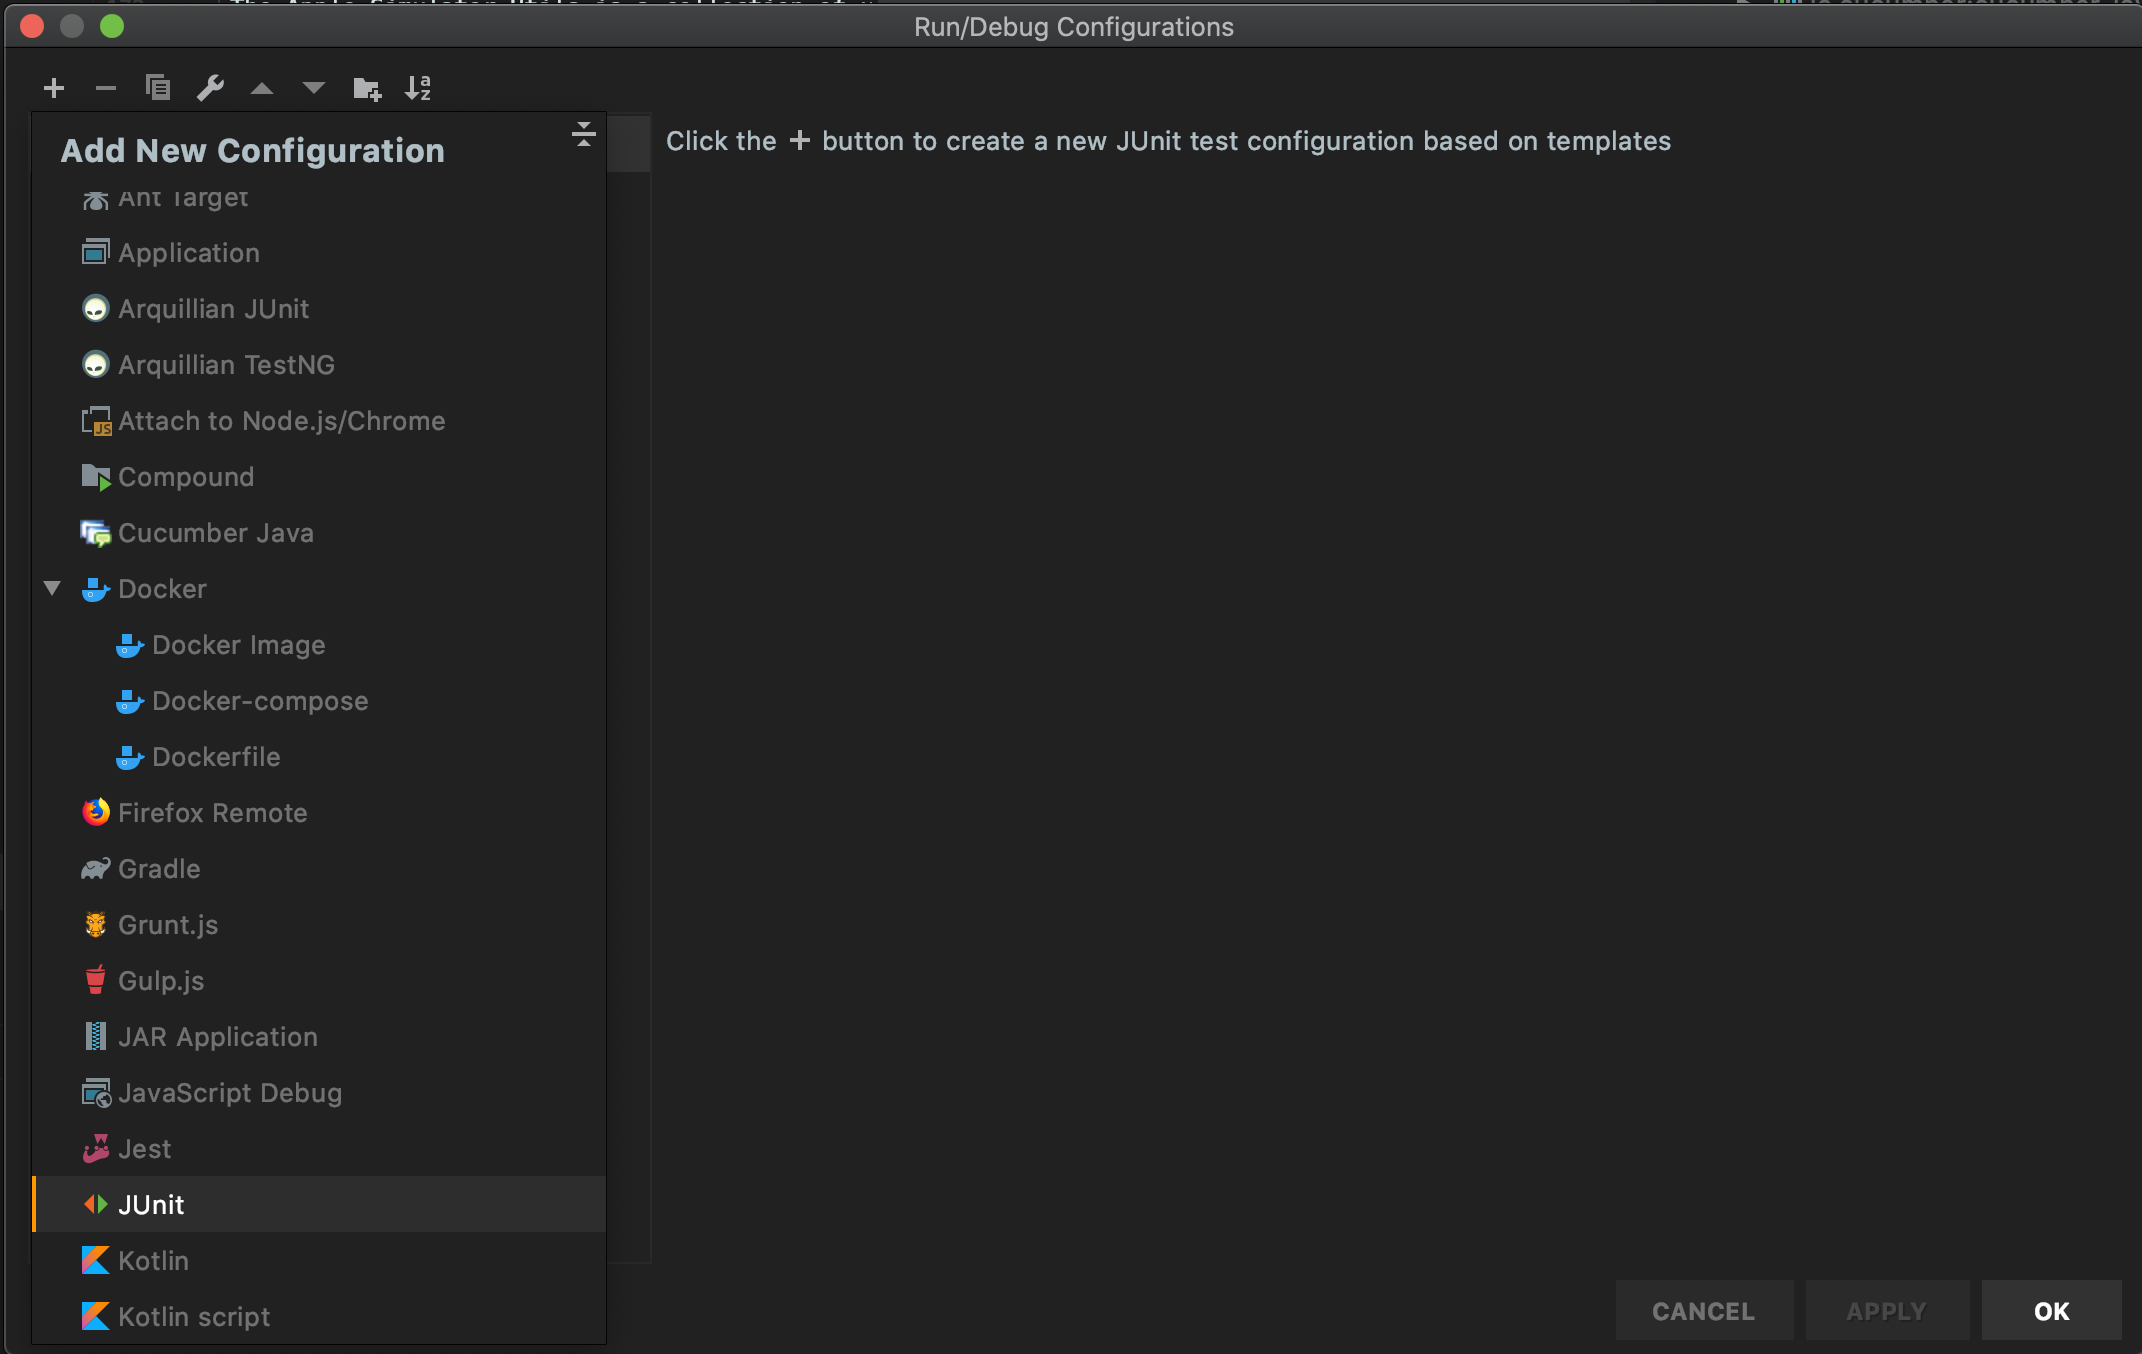 Run/Debug Configurations
Add New Configuration
Click the + button to create a new JUnit test configuration based on templates
Ant Target
Application
Arquillian JUnit
Arquillian TestNG
Attach to Node.js/Chrome
Compound
Cucumber Java
Docker
Docker Image
Docker-compose
Dockerfile
Firefox Remote
Gradle
Grunt.js
Gulp.js
JAR Application
JavaScript Debug
Jest
JUnit
Kotlin
Kotlin script
CANCEL
APPLY
OK